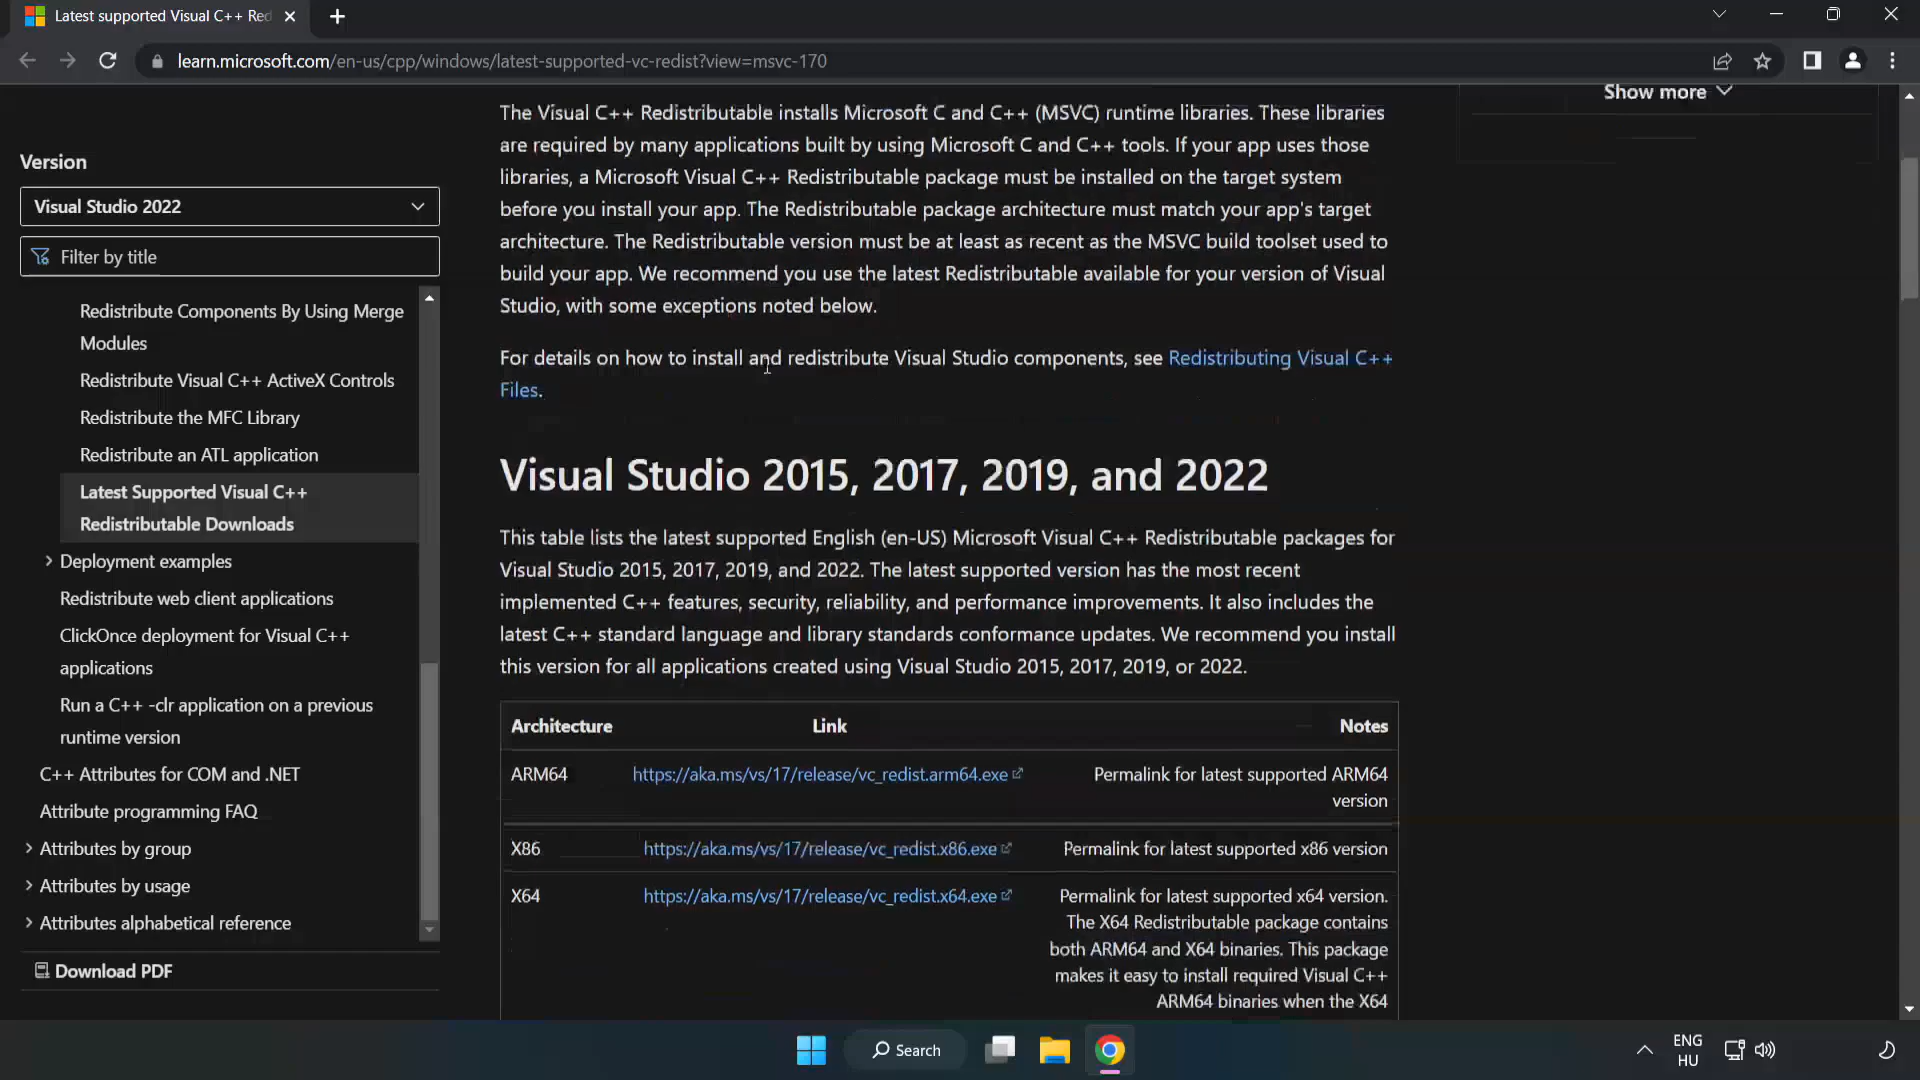 Latest supported Visual C++ Red
learn.microsoft.com/en-us/cpp/windows/latest-supported-vc-redist?view=msvc-170
Version
Visual Studio 2022
Filter by title
Redistribute Components By Using Merge
Modules
Redistribute Visual C++ ActiveX Controls
Redistribute the MFC Library
Redistribute an ATL application
Latest Supported Visual C++
Redistributable Downloads
Deployment examples
Redistribute web client applications
ClickOnce deployment for Visual C++
applications
Run a C++ -clr application on a previous
runtime version
C++ Attributes for COM and .NET
Attribute programming FAQ
Attributes by group
Attributes by usage
Attributes alphabetical reference
Download PDF
The Visual C++ Redistributable installs Microsoft C and C++ (MSVC) runtime libraries. These libraries
are required by many applications built by using Microsoft C and C++ tools. If your app uses those
libraries, a Microsoft Visual C++ Redistributable package must be installed on the target system
before you install your app. The Redistributable package architecture must match your app's target
architecture. The Redistributable version must be at least as recent as the MSVC build toolset used to
build your app. We recommend you use the latest Redistributable available for your version of Visual
Studio, with some exceptions noted below.
For details on how to install and redistribute Visual Studio components, see Redistributing Visual C++
Files.
Visual Studio 2015, 2017, 2019, and 2022
This table lists the latest supported English (en-US) Microsoft Visual C++ Redistributable packages for
Visual Studio 2015, 2017, 2019, and 2022. The latest supported version has the most recent
implemented C++ features, security, reliability, and performance improvements. It also includes the
latest C++ standard language and library standards conformance updates. We recommend you install
this version for all applications created using Visual Studio 2015, 2017, 2019, or 2022.
Architecture Link Notes
ARM64 https://aka.ms/vs/17/release/vc_redist.arm64.exe Permalink for latest supported ARM64
version
X86 https://aka.ms/vs/17/release/vc_redist.x86.exe Permalink for latest supported x86 version
X64 https://aka.ms/vs/17/release/vc_redist.x64.exe Permalink for latest supported x64 version.
The X64 Redistributable package contains
both ARM64 and X64 binaries. This package
makes it easy to install required Visual C++
ARM64 binaries when the X64
Show more
Search
ENG
HU